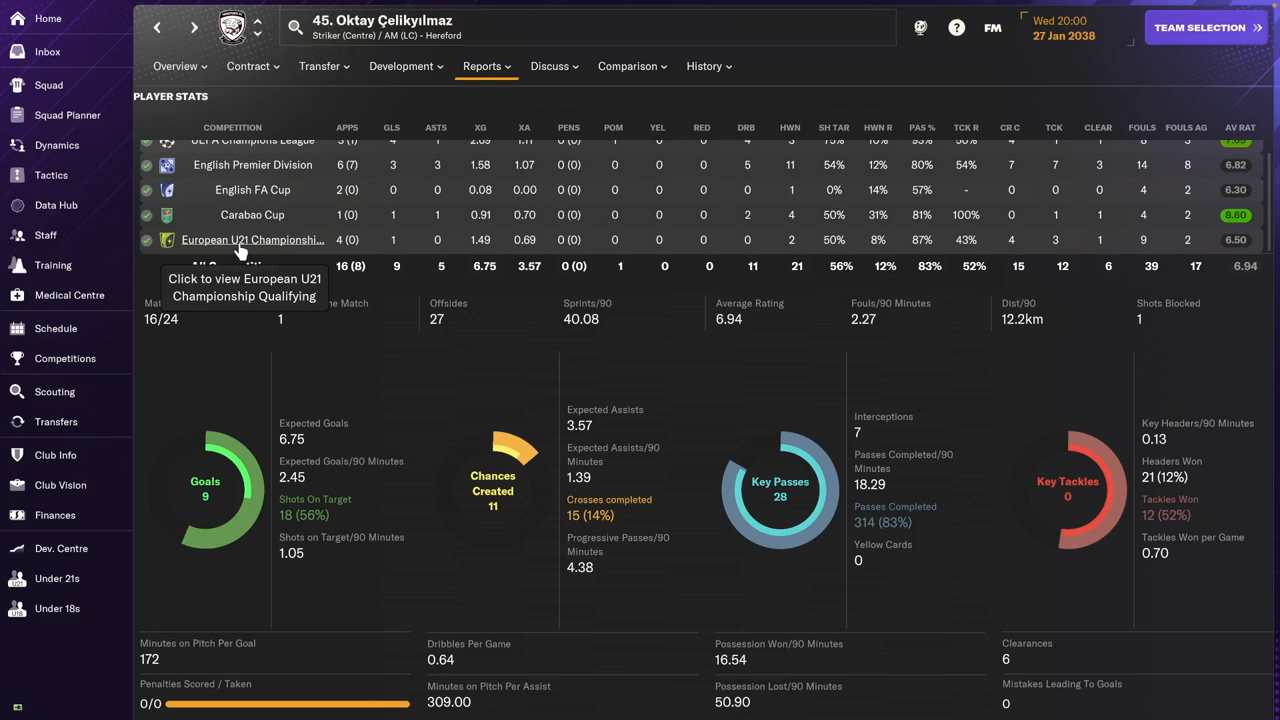 Home
Inbox
Squad
Squad Planner
Dynamics
Tactics
Data Hub
Staff
Training
Medical Centre
Schedule
Competitions
Scouting
Transfers
Club Info
Club Vision
Finances
Dev. Centre
Under 21s
Under 18s
45. Oktay Çelikyılmaz
Striker (Centre) / AM (LC) - Hereford
FM
Wed 20:00
27 Jan 2038
TEAM SELECTION
Overview Contract Transfer Development Reports Discuss Comparison History
PLAYER STATS
COMPETITION APPS GLS ASTS XG XA PENS POM YEL RED DRB HWN SH TAR HWN R PAS % TCK R CR C TCK CLEAR FOULS FOULS AG AV RAT
English Premier Division 6 (7) 3 3 1.58 1.07 0 (0) 0 0 0 5 11 54% 12% 80% 54% 7 7 3 14 8 6.82
English FA Cup 2 (0) 0 0 0.08 0.00 0 (0) 0 0 0 0 1 0% 14% 57% - 0 0 0 4 2 6.30
Carabao Cup 1 (0) 1 1 0.91 0.70 0 (0) 0 0 0 2 4 50% 31% 81% 100% 0 1 1 4 2 8.60
European U21 Championshi... 4 (0) 1 0 1.49 0.69 0 (0) 0 0 0 0 2 50% 8% 87% 43% 4 3 1 9 2 6.50
16 (8) 9 5 6.75 3.57 0 (0) 1 0 0 11 21 56% 12% 83% 52% 15 12 6 39 17 6.94
Click to view European U21
Championship Qualifying
16/24
1
Offsides
27
Sprints/90
40.08
Average Rating
6.94
Fouls/90 Minutes
2.27
Dist/90
12.2km
Shots Blocked
1
Goals
9
Expected Goals
6.75
Expected Goals/90 Minutes
2.45
Shots On Target
18 (56%)
Shots on Target/90 Minutes
1.05
Chances
Created
11
Expected Assists
3.57
Expected Assists/90
Minutes
1.39
Crosses completed
15 (14%)
Progressive Passes/90
Minutes
4.38
Key Passes
28
Interceptions
7
Passes Completed/90
Minutes
18.29
Passes Completed
314 (83%)
Yellow Cards
0
Key Tackles
0
Key Headers/90 Minutes
0.13
Headers Won
21 (12%)
Tackles Won
12 (52%)
Tackles Won per Game
0.70
Minutes on Pitch Per Goal
172
Penalties Scored / Taken
0/0
Dribbles Per Game
0.64
Minutes on Pitch Per Assist
309.00
Possession Won/90 Minutes
16.54
Possession Lost/90 Minutes
50.90
Clearances
6
Mistakes Leading To Goals
0